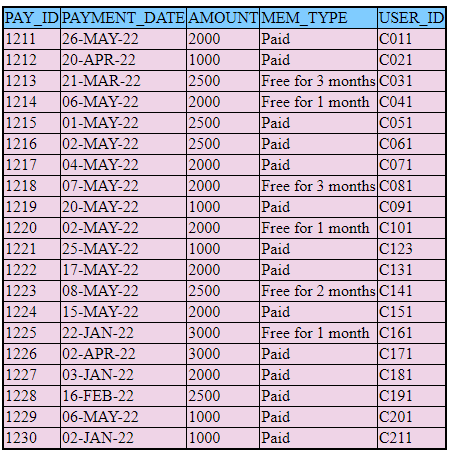 PAY_ID PAYMENT_DATE AMOUNT MEM_TYPE USER_ID
1211 26-MAY-22 2000 Paid C011
1212 20-APR-22 1000 Paid C021
1213 21-MAR-22 2500 Free for 3 months C031
1214 06-MAY-22 2000 Free for 1 month C041
1215 01-MAY-22 2500 Paid C051
1216 02-MAY-22 2500 Paid C061
1217 04-MAY-22 2000 Paid C071
1218 07-MAY-22 2000 Free for 3 months C081
1219 20-MAY-22 1000 Paid C091
1220 02-MAY-22 2000 Free for 1 month C101
1221 25-MAY-22 1000 Paid C123
1222 17-MAY-22 2000 Paid C131
1223 08-MAY-22 2500 Free for 2 months C141
1224 15-MAY-22 2000 Paid C151
1225 22-JAN-22 3000 Free for 1 month C161
1226 02-APR-22 3000 Paid C171
1227 03-JAN-22 2000 Paid C181
1228 16-FEB-22 2500 Paid C191
1229 06-MAY-22 1000 Paid C201
1230 02-JAN-22 1000 Paid C211